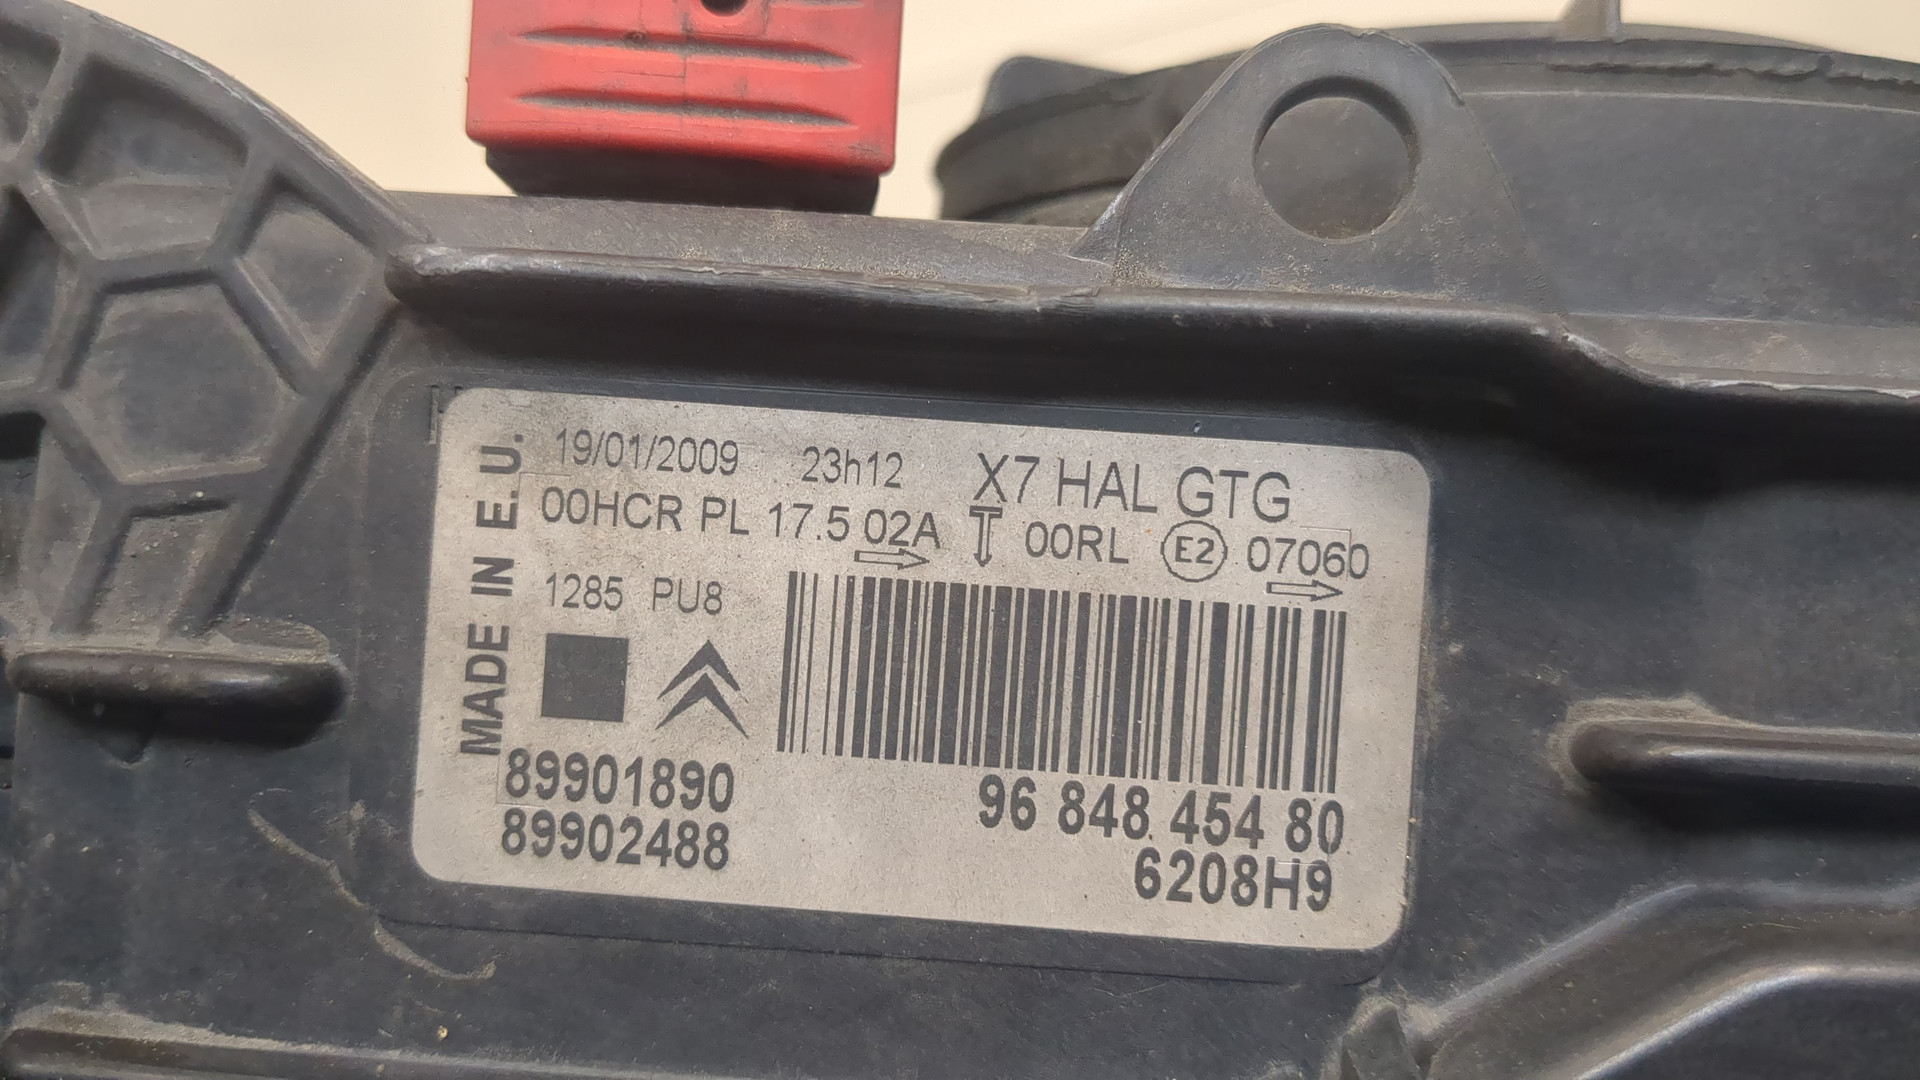 MADE IN E.U.
19/01/2009 23h12 X7 HAL GTG
00HCR PL 17.5 02A 00RL E2 07060
1285 PU8
89901890
89902488
96 848 454 80
6208H9